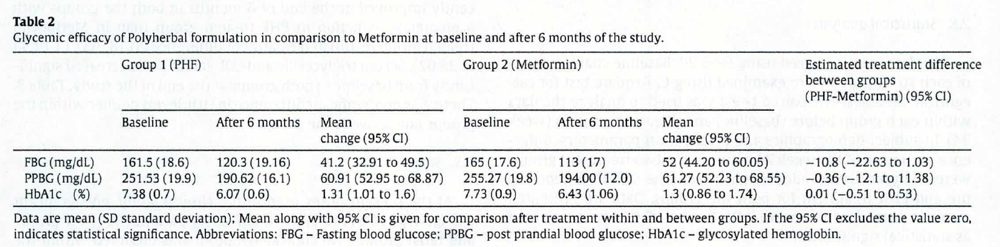 Table 2
Glycemic efficacy of Polyherbal formulation in comparison to Metformin at baseline and after 6 months of the study.
Group 1 (PHF) Group 2 (Metformin) Estimated treatment difference
between groups
(PHF-Metformin) (95% CI)
Baseline After 6 months Mean Baseline After 6 months Mean
change (95% CI) change (95% CI)
FBG (mg/dL) 161.5 (18.6) 120.3 (19.16) 41.2 (32.91 to 49.5) 165 (17.6) 113 (17) 52 (44.20 to 60.05) −10.8 (−22.63 to 1.03)
PPBG (mg/dL) 251.53 (19.9) 190.62 (16.1) 60.91 (52.95 to 68.87) 255.27 (19.8) 194.00 (12.0) 61.27 (52.23 to 68.55) −0.36 (−12.1 to 11.38)
HbA1c (%) 7.38 (0.7) 6.07 (0.6) 1.31 (1.01 to 1.6) 7.73 (0.9) 6.43 (1.06) 1.3 (0.86 to 1.74) 0.01 (−0.51 to 0.53)
Data are mean (SD standard deviation); Mean along with 95% CI is given for comparison after treatment within and between groups. If the 95% CI excludes the value zero,
indicates statistical significance. Abbreviations: FBG – Fasting blood glucose; PPBG – post prandial blood glucose; HbA1c – glycosylated hemoglobin.